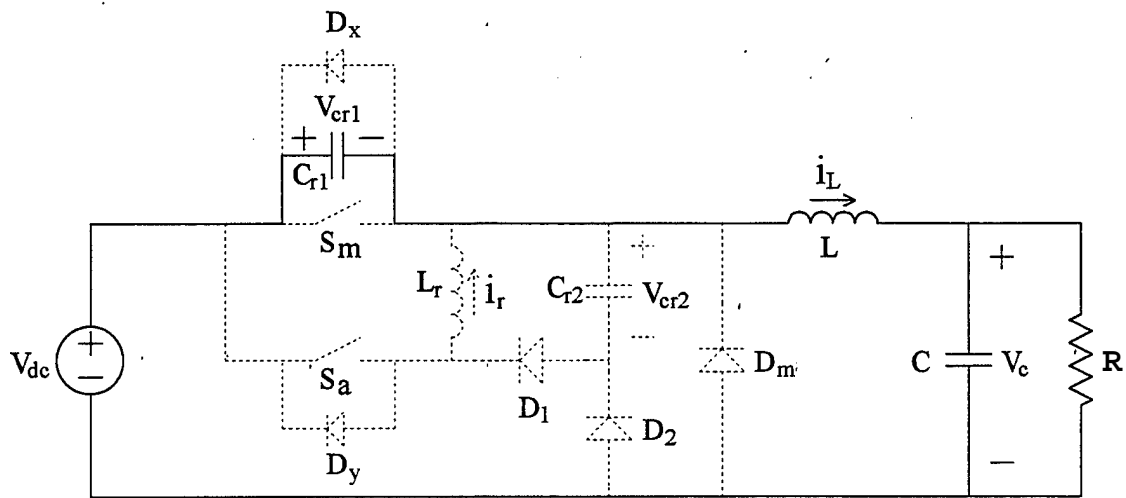 Dx
Vcr1
+ −
Cr1
Sm
iL
L
Lr
ir
Cr2
+
Vcr2
−
+
−
Vdc
Sa
D1
Dm
D2
Dy
C
+
Vc
−
R